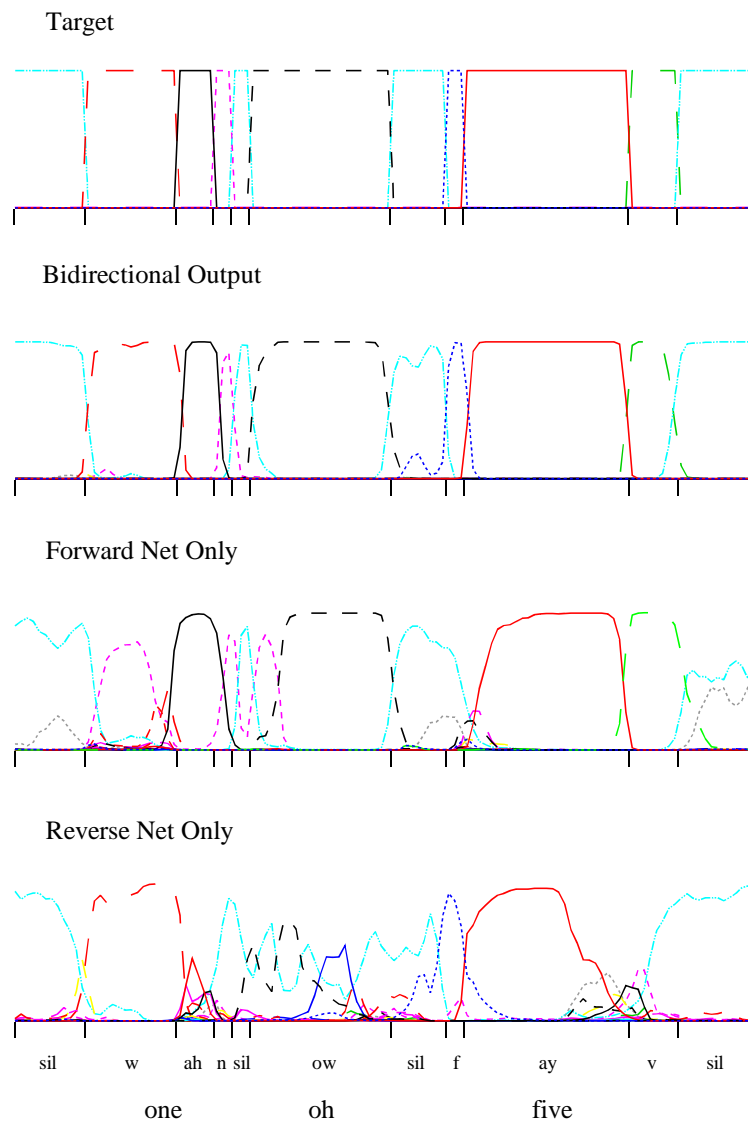 Target
Bidirectional Output
Forward Net Only
Reverse Net Only
sil w ah n sil ow sil f ay v sil
one oh five